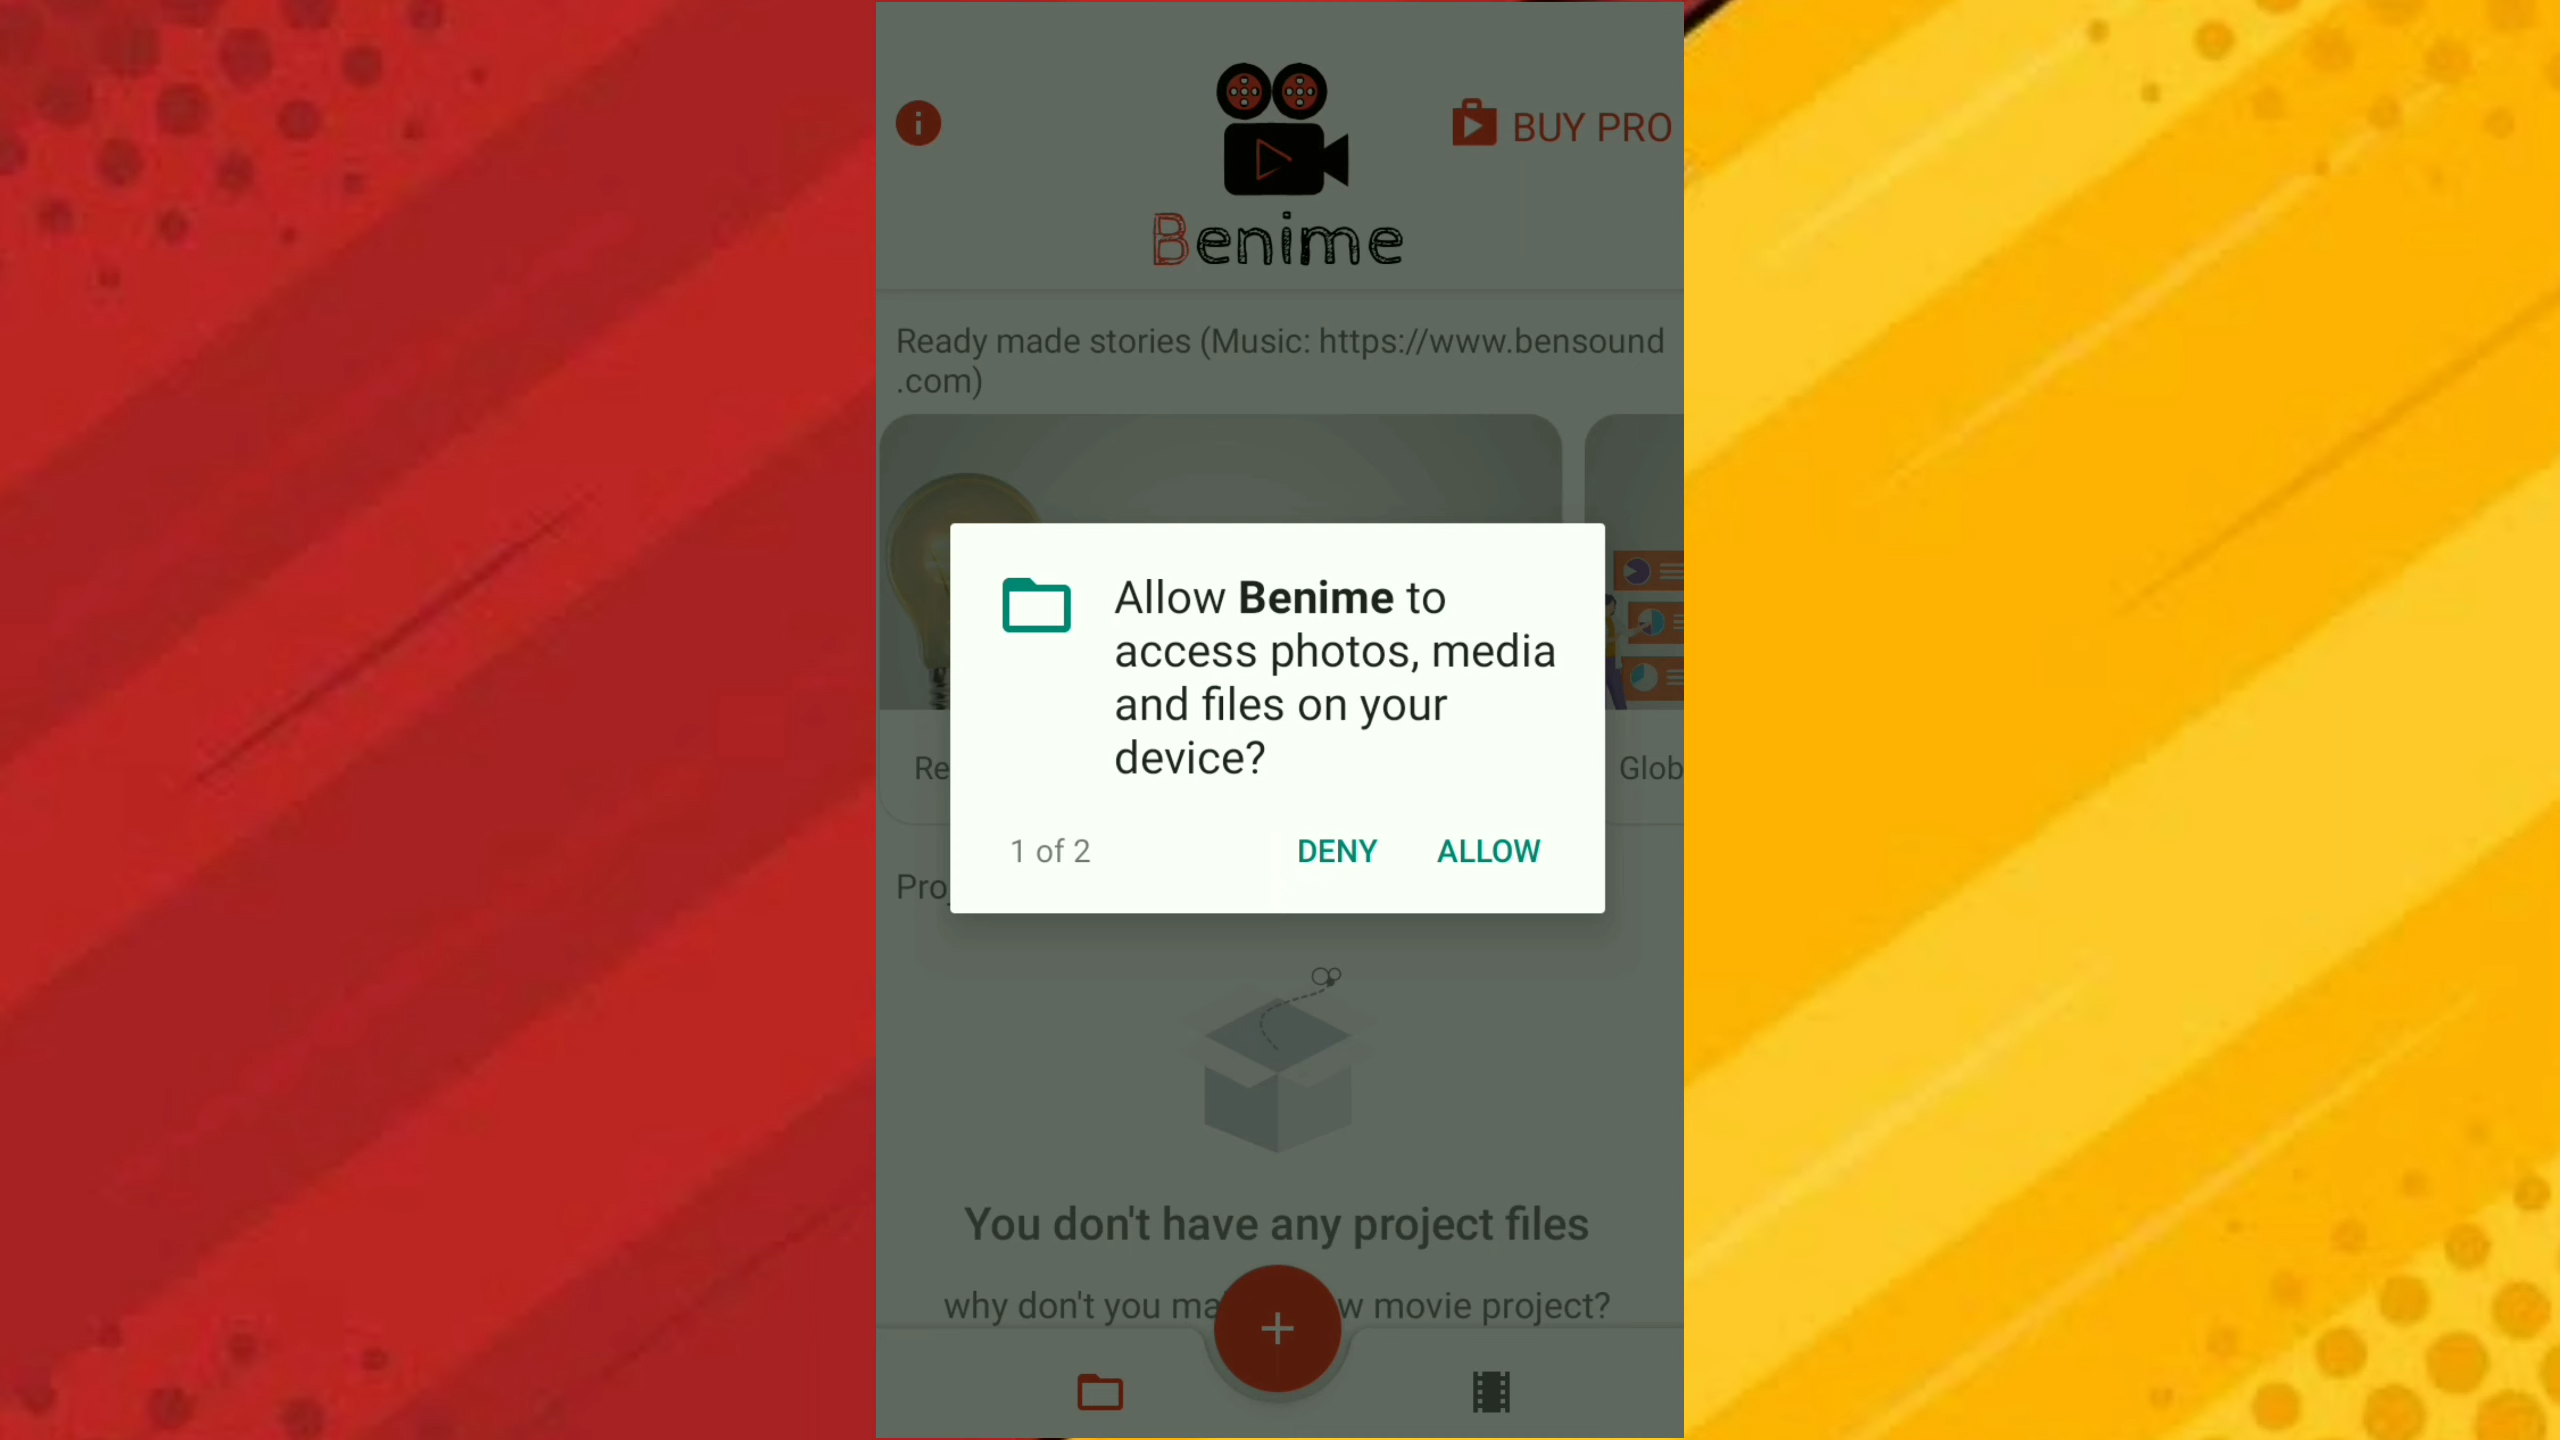 BUY PRO
Benime
Ready made stories (Music: https://www.bensound
.com)
Allow Benime to
access photos, media
and files on your
device?
Re
Glob
1 of 2
DENY
ALLOW
Pro
You don't have any project files
why don't you ma w movie project?